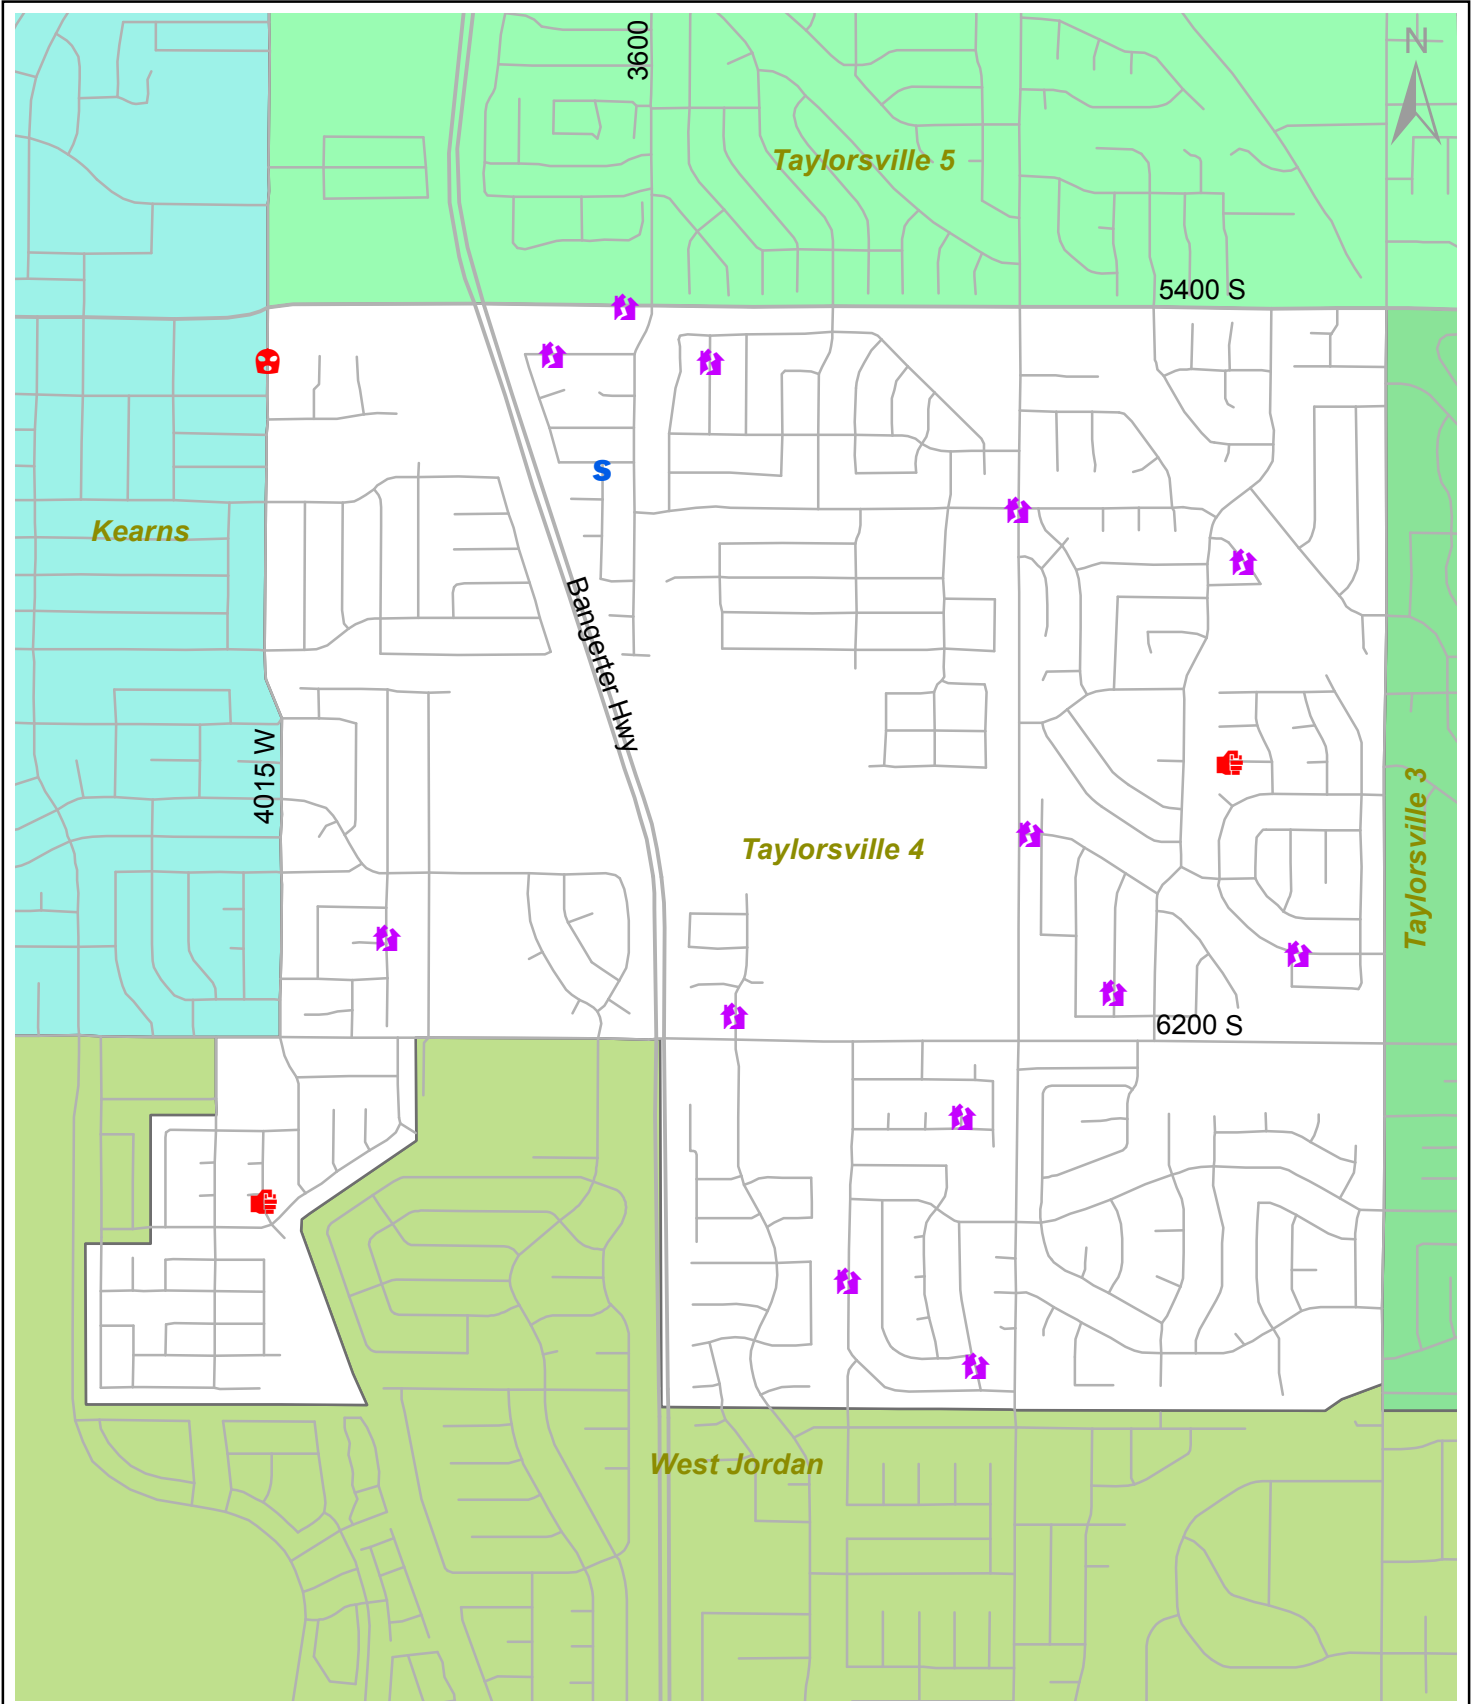 3600
N
Taylorsville 5
5400 S
S
Kearns
Bangerter Hwy
4015 W
Taylorsville 3
Taylorsville 4
6200 S
West Jordan